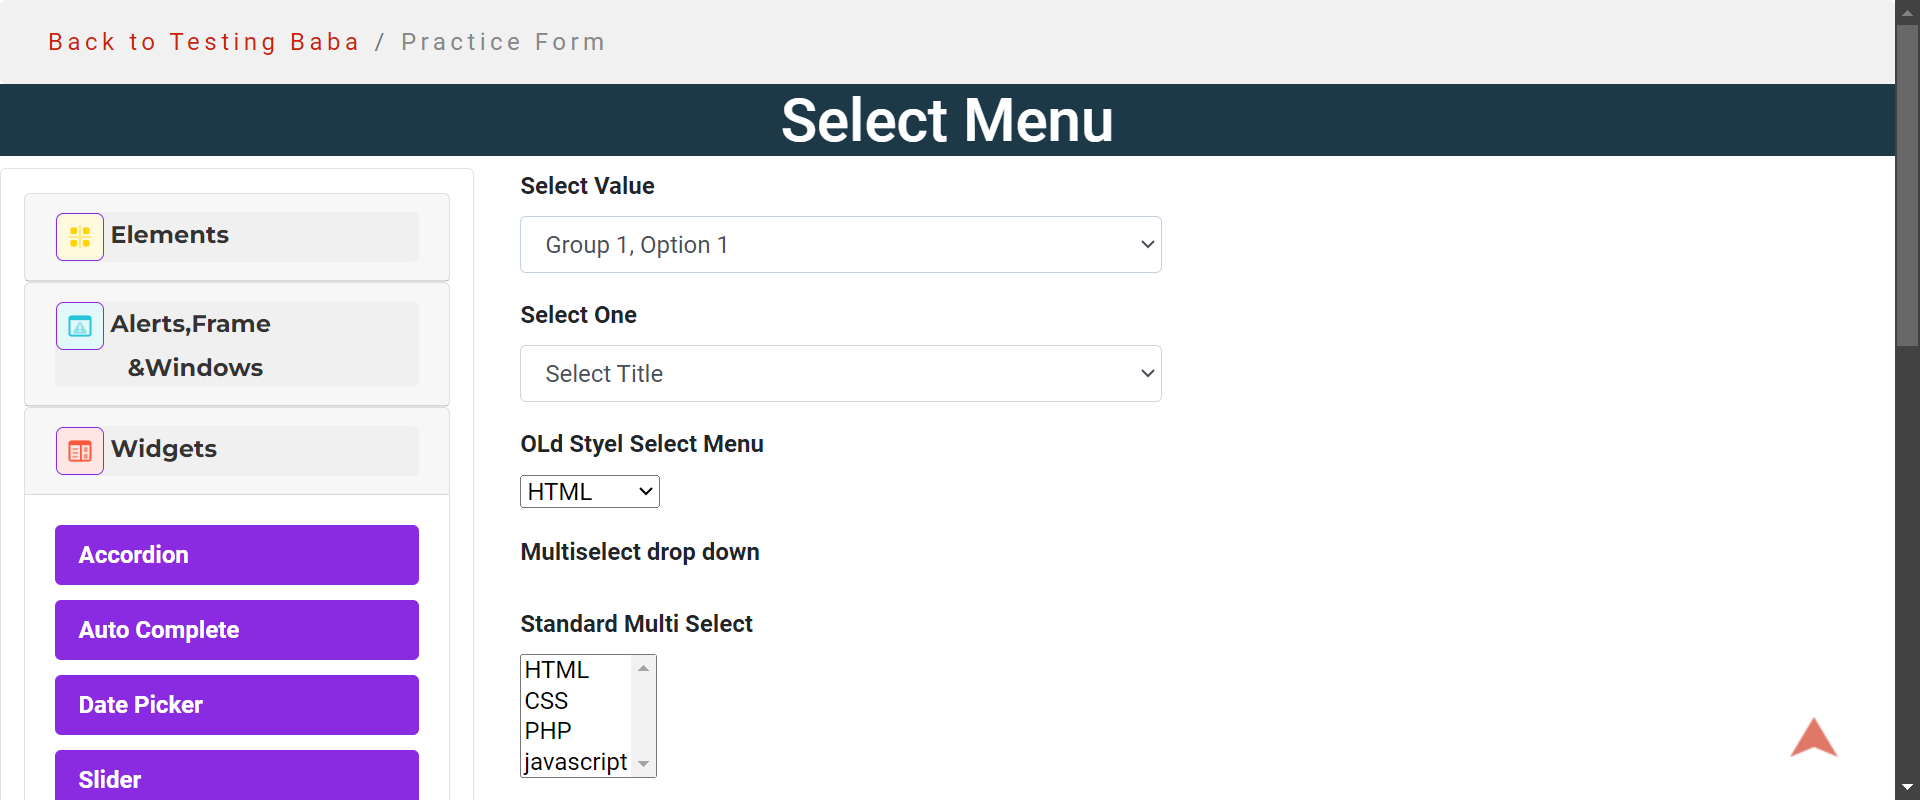 Back to Testing Baba / Practice Form
Select Menu
Elements
Alerts,Frame
&Windows
Widgets
Accordion
Auto Complete
Date Picker
Slider
Select Value
Group 1, Option 1
Select One
Select Title
OLd Styel Select Menu
HTML
Multiselect drop down
Standard Multi Select
HTML
CSS
PHP
javascript